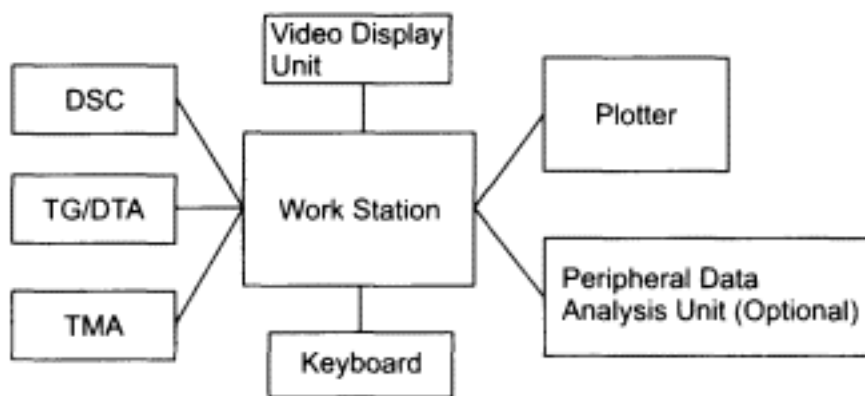 Video Display
Unit
DSC
Plotter
TG/DTA
Work Station
Peripheral Data
Analysis Unit (Optional)
TMA
Keyboard